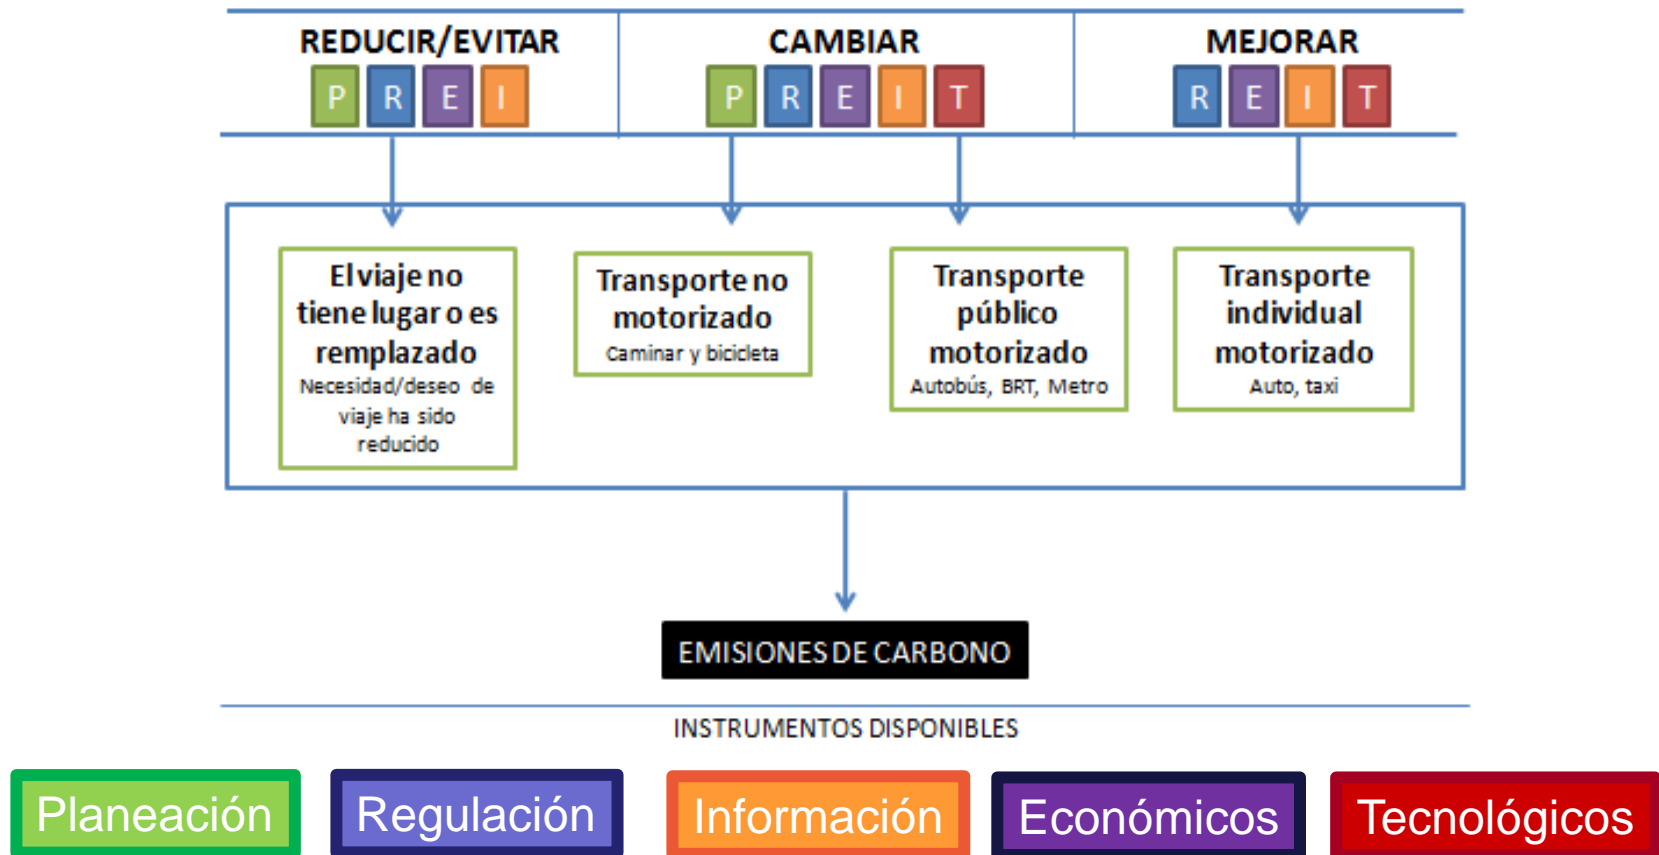 REDUCIR/EVITAR
P R E I
CAMBIAR
P R E I T
MEJORAR
R E I T
El viaje no
tiene lugar o es
remplazado
Necesidad/deseo de
viaje ha sido
reducido
Transporte no
motorizado
Caminar y bicicleta
Transporte
público
motorizado
Autobús, BRT, Metro
Transporte
individual
motorizado
Auto, taxi
EMISIONES DE CARBONO
INSTRUMENTOS DISPONIBLES
Planeación
Regulación
Información
Económicos
Tecnológicos